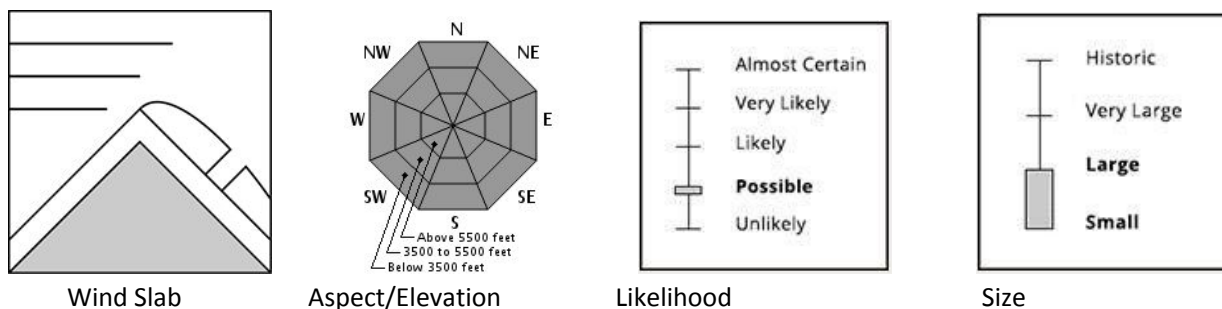 N
NW NE
W E
SW SE
S
Above 5500 feet
3500 to 5500 feet
Below 3500 feet
Almost Certain
Very Likely
Likely
Possible
Unlikely
Historic
Very Large
Large
Small
Wind Slab Aspect/Elevation Likelihood Size